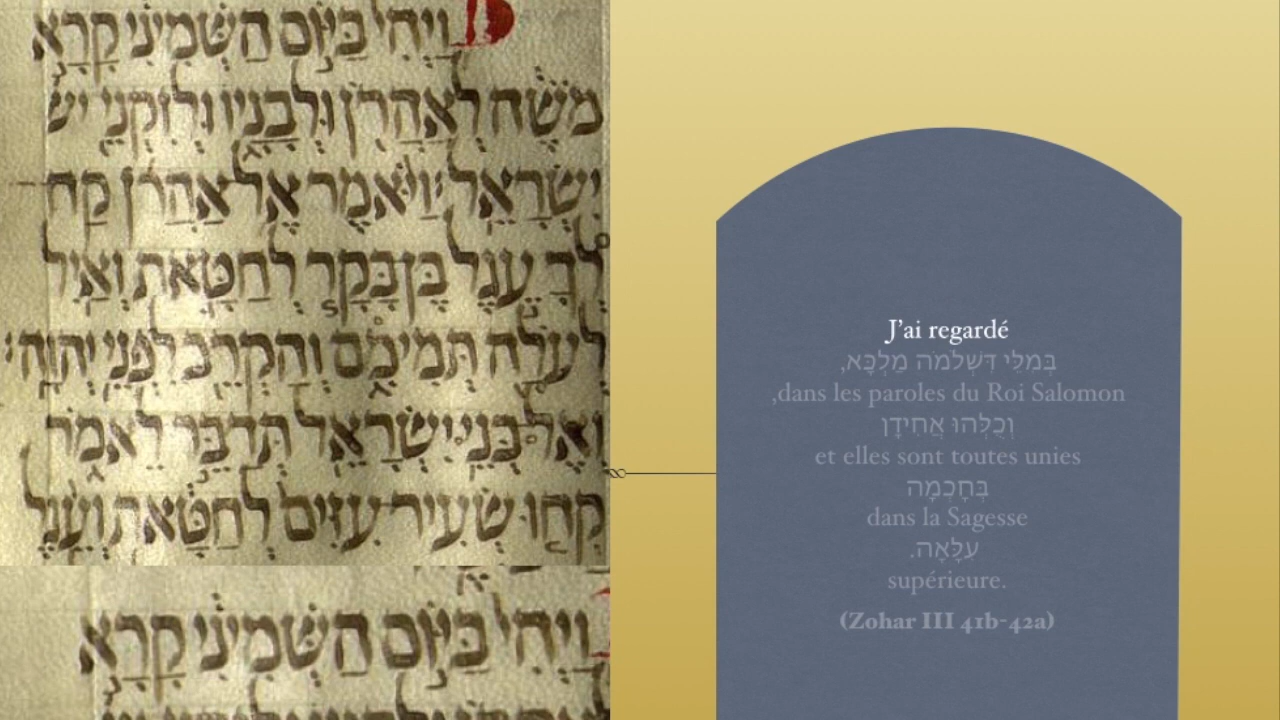 וַיְהִי בַּיּוֹם הַשְּׁמִינִי קָרָא
מֹשֶׁה לְאַהֲרֹן וּלְבָנָיו וּלְזִקְנֵי יש
יִשְׂרָאֵל׃ וַיֹּאמֶר אֶל אַהֲרֹן קַח
לְךָ עֵגֶל בֶּן בָּקָר לְחַטָּאת וְאַיִל
לְעֹלָה תְּמִימִם וְהַקְרֵב לִפְנֵי יְהוָה׃
וְאֶל בְּנֵי יִשְׂרָאֵל תְּדַבֵּר לֵאמֹר
קְחוּ שְׂעִיר עִזִּים לְחַטָּאת וְעֵגֶל
וַיְהִי בַּיּוֹם הַשְּׁמִינִי קָרָא
J'ai regardé
בְּמִלֵּי דִּשְׁלֹמֹה מַלְכָּא,
,dans les paroles du Roi Salomon
וְכֻלְּהוּ אֲחִידָן
et elles sont toutes unies
בְּחָכְמָה
dans la Sagesse
עִלָּאָה.
supérieure.
(Zohar III 41b-42a)